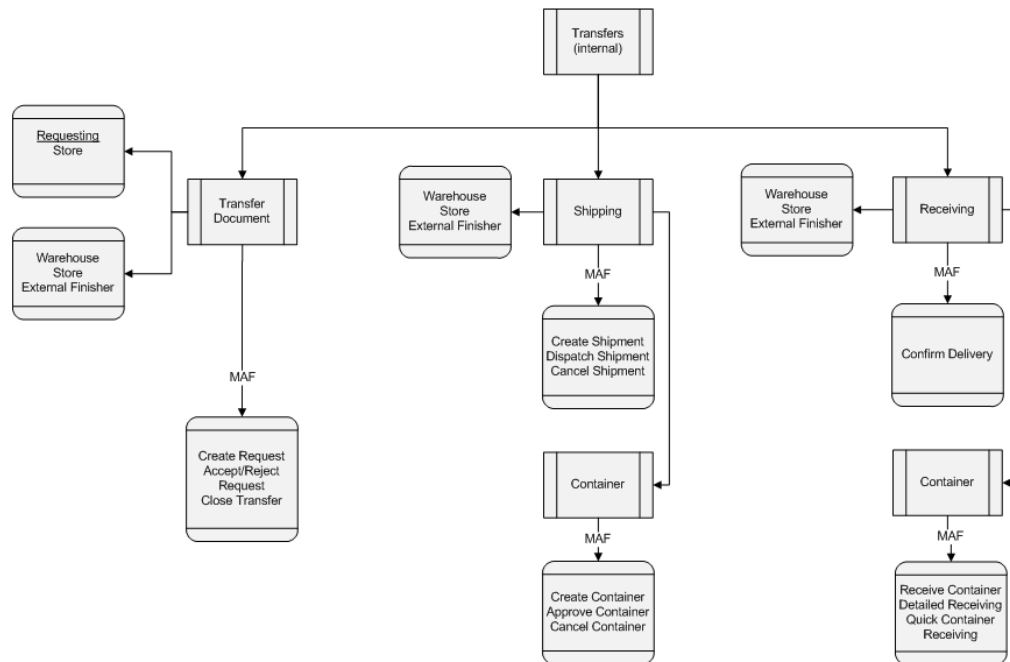 Transfers
(internal)
Requesting
Store
Transfer
Document
Warehouse
Store
External Finisher
MAF
Create Request
Accept/Reject
Request
Close Transfer
Warehouse
Store
External Finisher
Shipping
MAF
Create Shipment
Dispatch Shipment
Cancel Shipment
Container
MAF
Create Container
Approve Container
Cancel Container
Warehouse
Store
External Finisher
Receiving
MAF
Confirm Delivery
Container
MAF
Receive Container
Detailed Receiving
Quick Container
Receiving